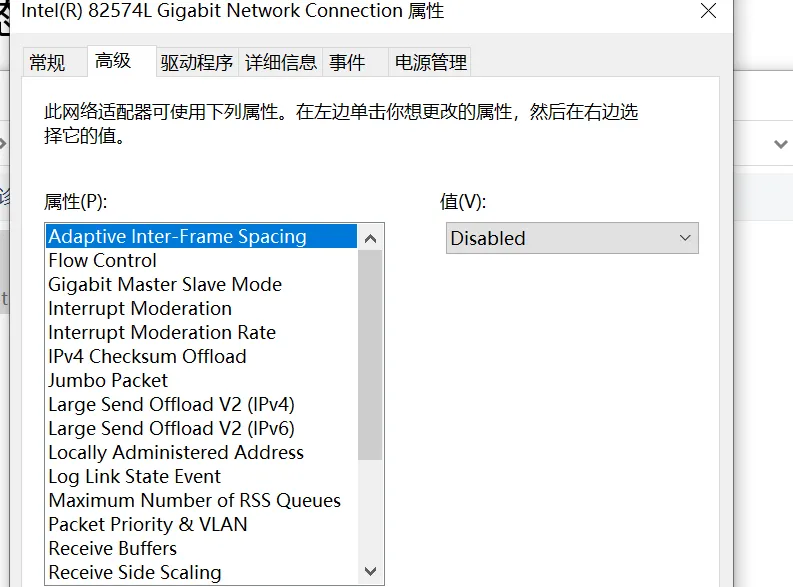 Intel(R) 82574L Gigabit Network Connection 属性
常规 高级 驱动程序 详细信息 事件 电源管理
此网络适配器可使用下列属性。在左边单击你想更改的属性，然后在右边选
择它的值。
属性(P): 值(V):
Adaptive Inter-Frame Spacing Disabled
Flow Control
Gigabit Master Slave Mode
Interrupt Moderation
Interrupt Moderation Rate
IPv4 Checksum Offload
Jumbo Packet
Large Send Offload V2 (IPv4)
Large Send Offload V2 (IPv6)
Locally Administered Address
Log Link State Event
Maximum Number of RSS Queues
Packet Priority & VLAN
Receive Buffers
Receive Side Scaling